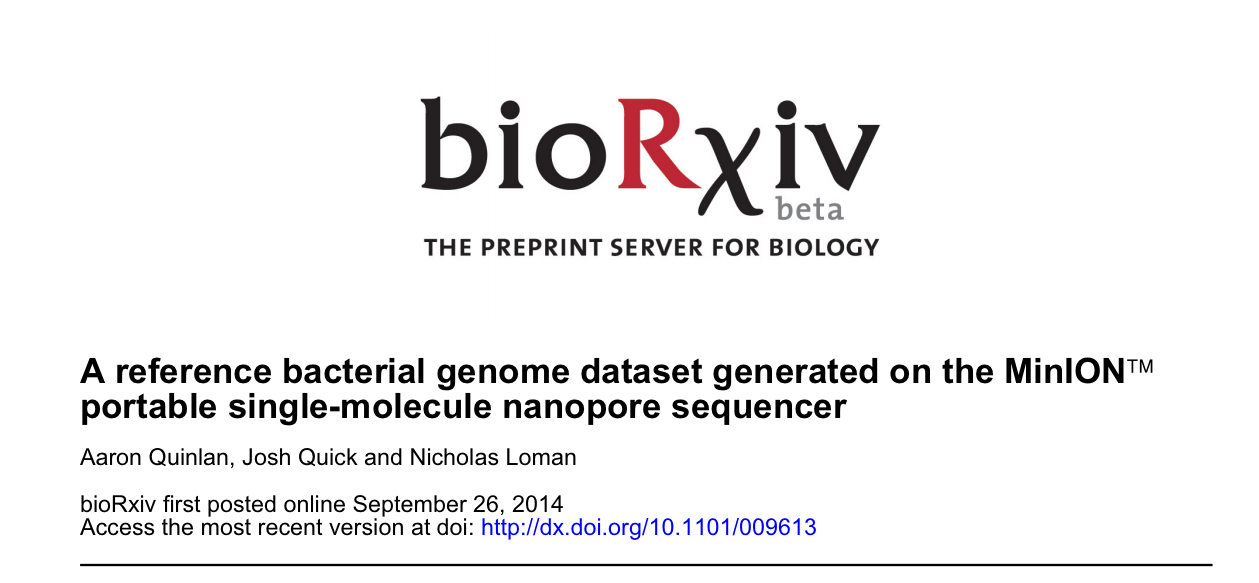 bioRxiv
beta
THE PREPRINT SERVER FOR BIOLOGY
A reference bacterial genome dataset generated on the MinION™
portable single-molecule nanopore sequencer
Aaron Quinlan, Josh Quick and Nicholas Loman
bioRxiv first posted online September 26, 2014
Access the most recent version at doi: http://dx.doi.org/10.1101/009613